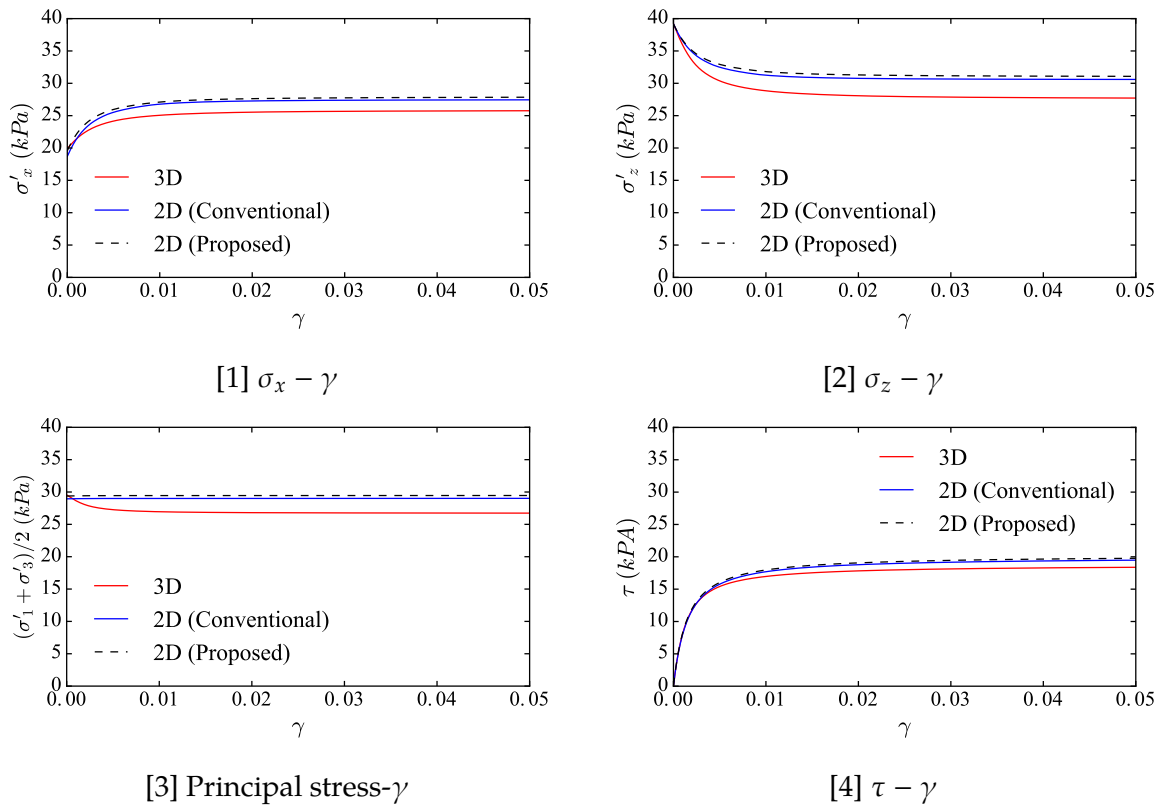 40
35
30
25
20
15
10
5
0
σ′x (kPa)
3D
2D (Conventional)
2D (Proposed)
0.00 0.01 0.02 0.03 0.04 0.05
γ
[1] σx − γ
40
35
30
25
20
15
10
5
0
σ′z (kPa)
3D
2D (Conventional)
2D (Proposed)
0.00 0.01 0.02 0.03 0.04 0.05
γ
[2] σz − γ
40
35
30
25
20
15
10
5
0
(σ′1 + σ′3)/2 (kPa)
3D
2D (Conventional)
2D (Proposed)
0.00 0.01 0.02 0.03 0.04 0.05
γ
[3] Principal stress-γ
40
35
30
25
20
15
10
5
0
τ (kPA)
3D
2D (Conventional)
2D (Proposed)
0.00 0.01 0.02 0.03 0.04 0.05
γ
[4] τ − γ